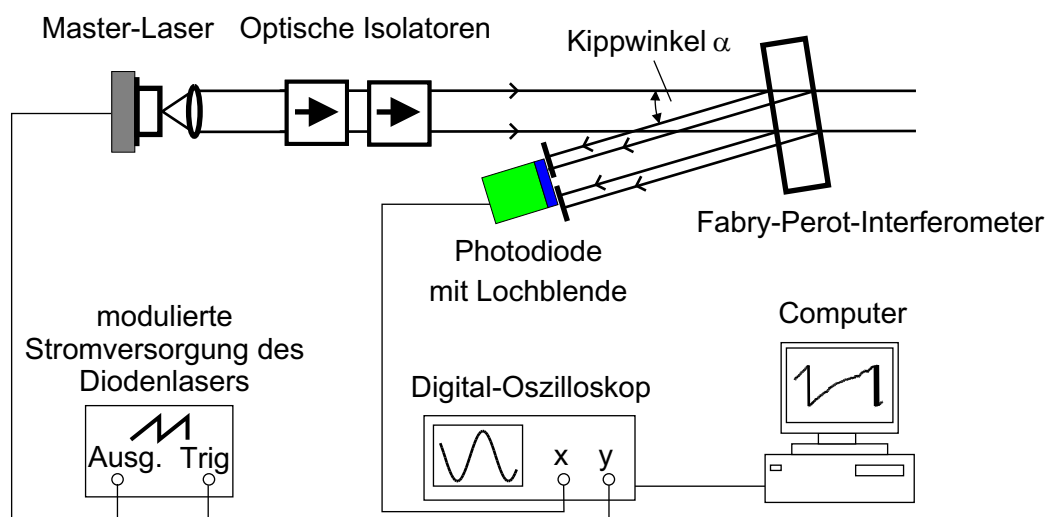 Master-Laser
Optische Isolatoren
Kippwinkel α
Fabry-Perot-Interferometer
Photodiode
mit Lochblende
modulierte
Stromversorgung des
Diodenlasers
Ausg. Trig
Digital-Oszilloskop
x y
Computer